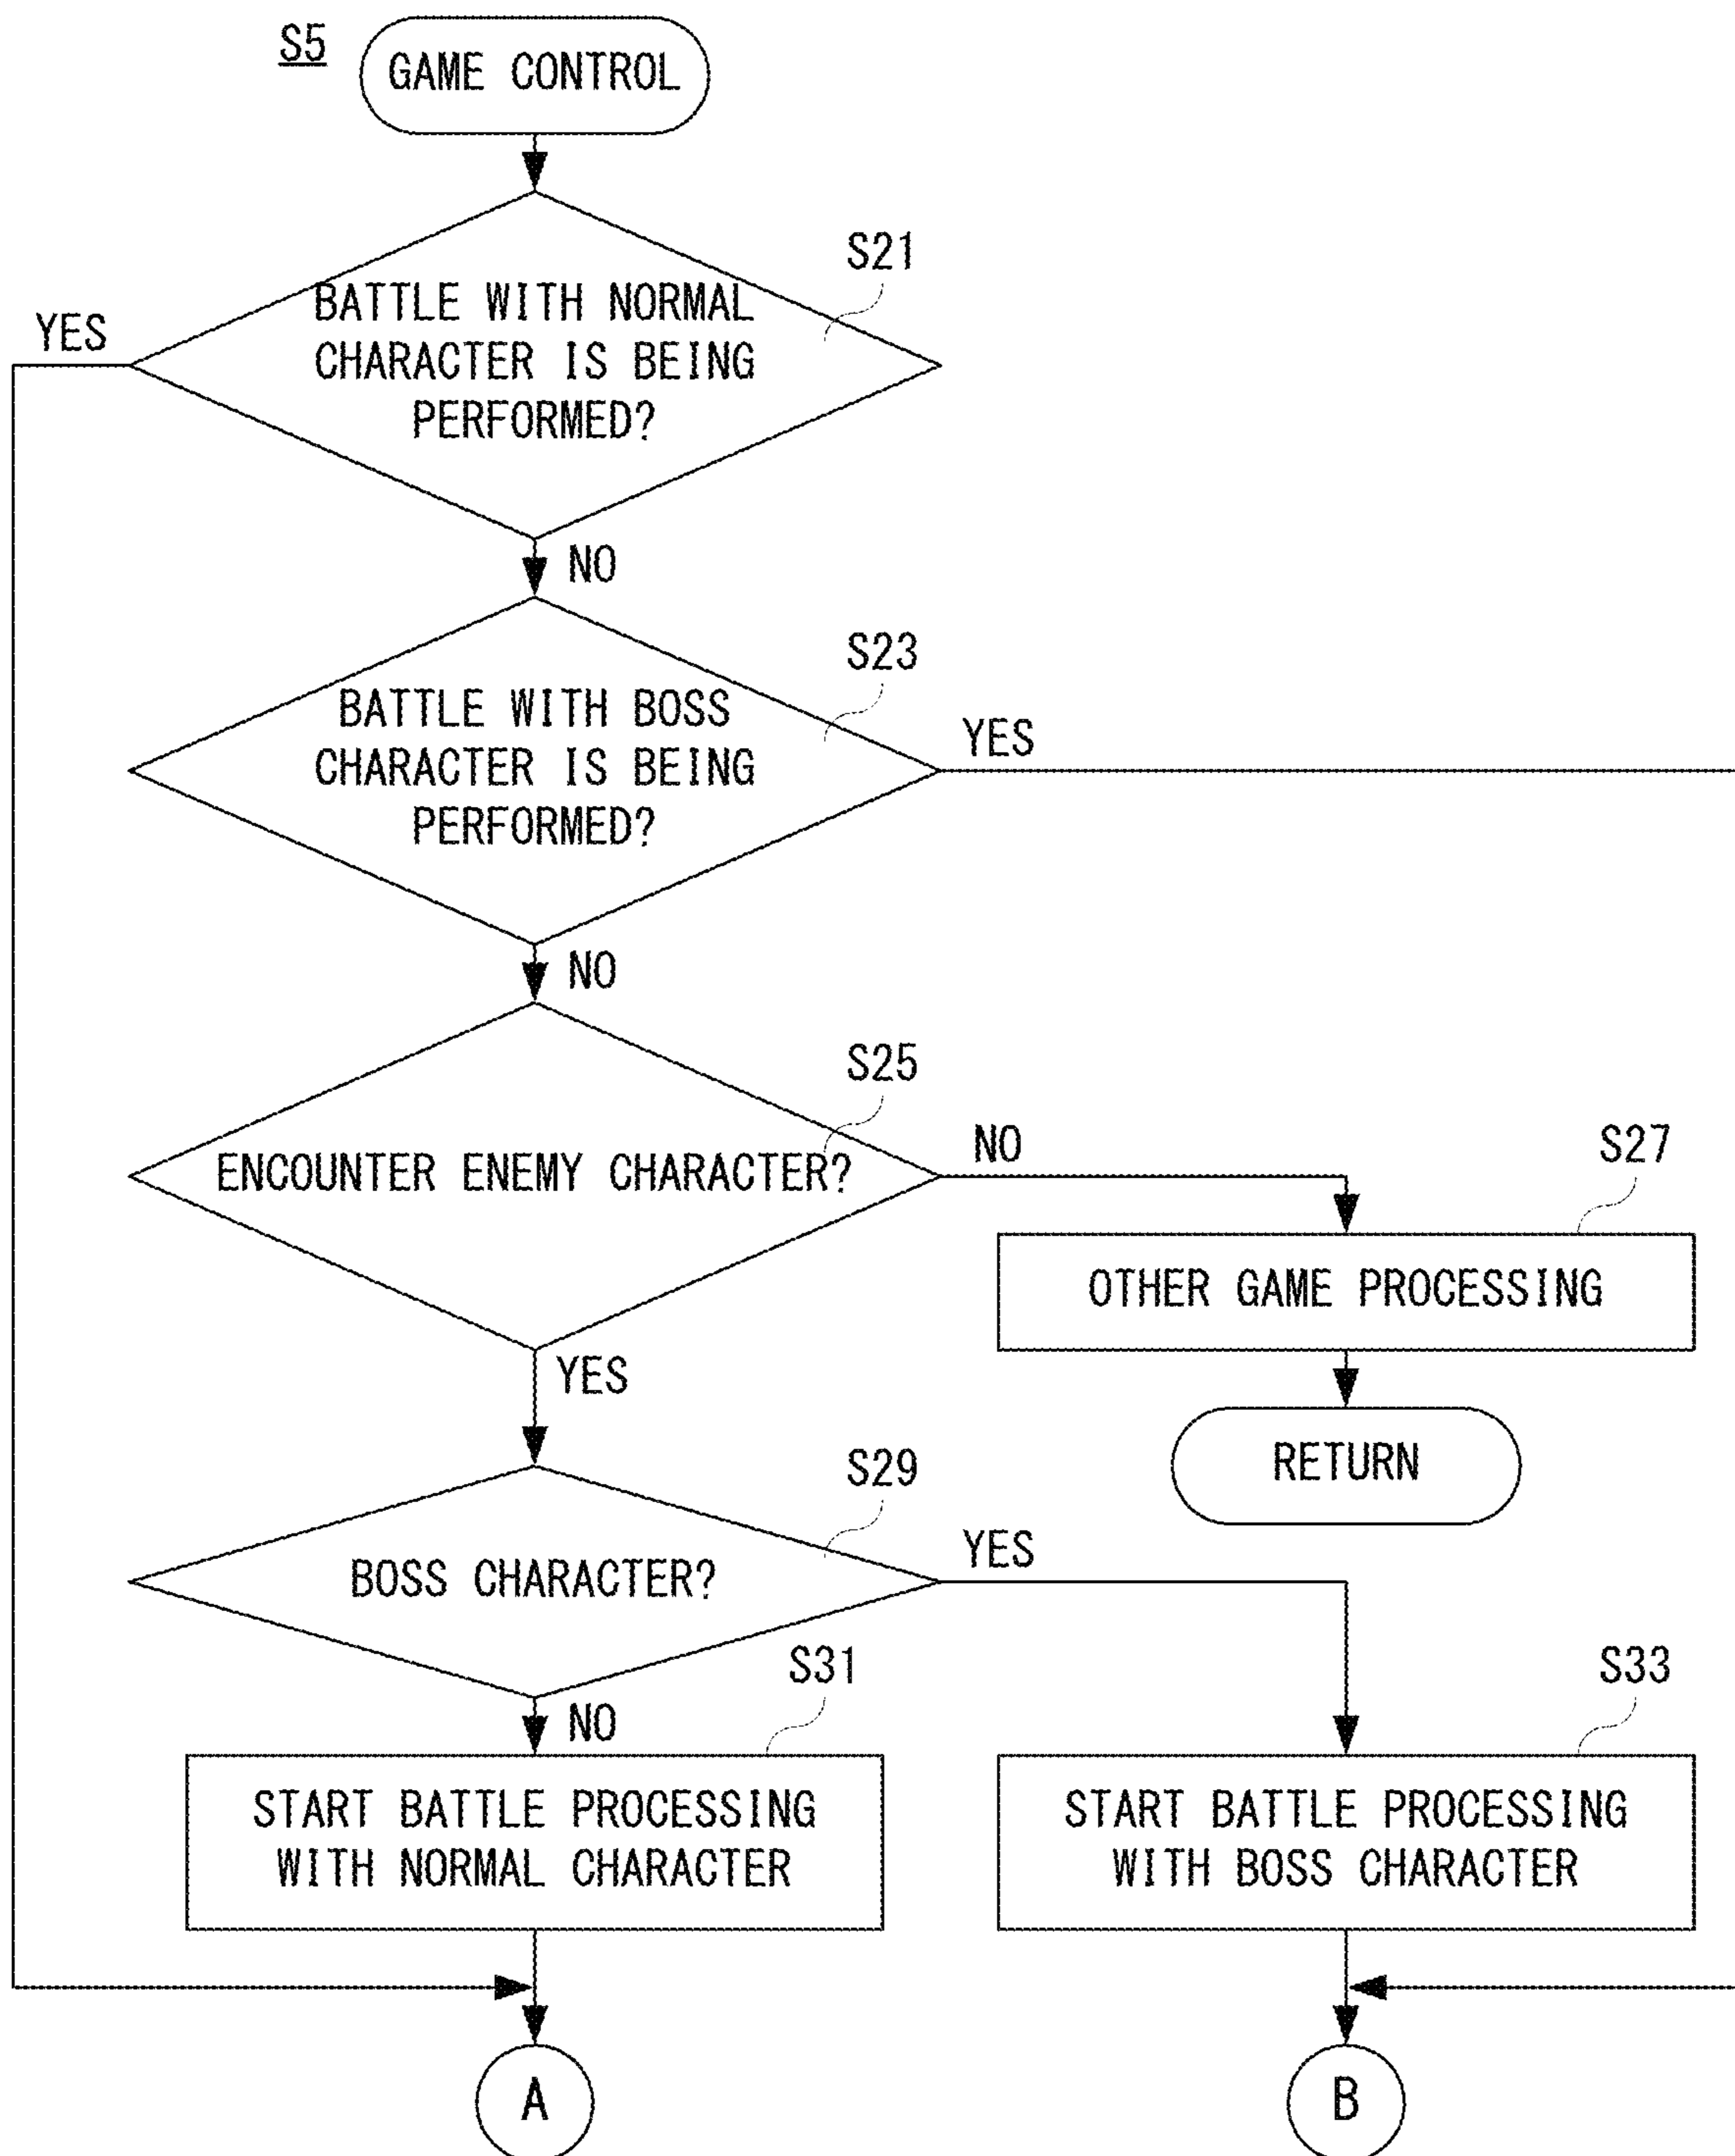 S5
GAME CONTROL
S21
BATTLE WITH NORMAL
CHARACTER IS BEING
PERFORMED?
YES
NO
S23
BATTLE WITH BOSS
CHARACTER IS BEING
PERFORMED?
YES
NO
S25
ENCOUNTER ENEMY CHARACTER?
NO
S27
OTHER GAME PROCESSING
RETURN
YES
S29
BOSS CHARACTER?
YES
NO
S31
START BATTLE PROCESSING
WITH NORMAL CHARACTER
S33
START BATTLE PROCESSING
WITH BOSS CHARACTER
A
B